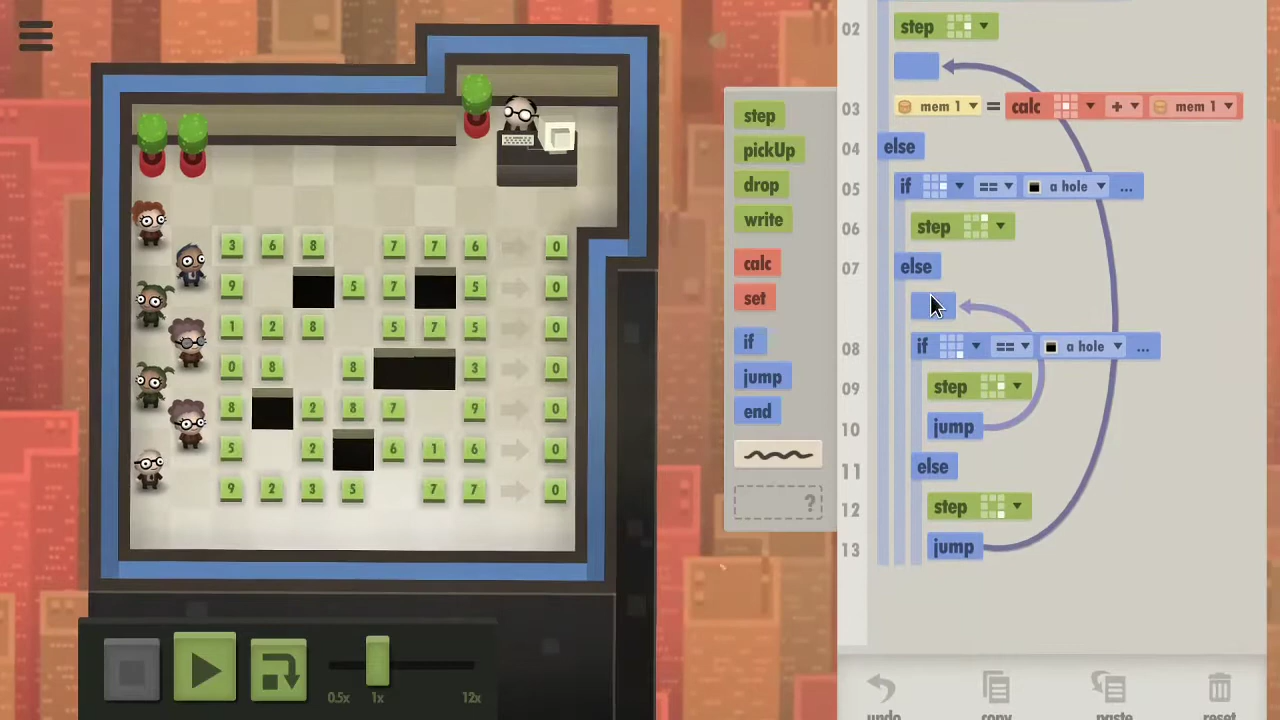 02 step
03 mem 1 = calc + mem 1
04 else
05 if == a hole ...
06 step
07 else
08 if == a hole ...
09 step
10 jump
11 else
12 step
13 jump
step
pickUp
drop
write
calc
set
if
jump
end
?
3 6 8 7 7 6 0
9 5 7 5 0
1 2 8 5 7 5 0
0 8 8 3 0
8 2 8 7 9 0
5 2 6 1 6 0
9 2 3 5 7 7 0
0.5x 1x 12x
undo copy paste reset